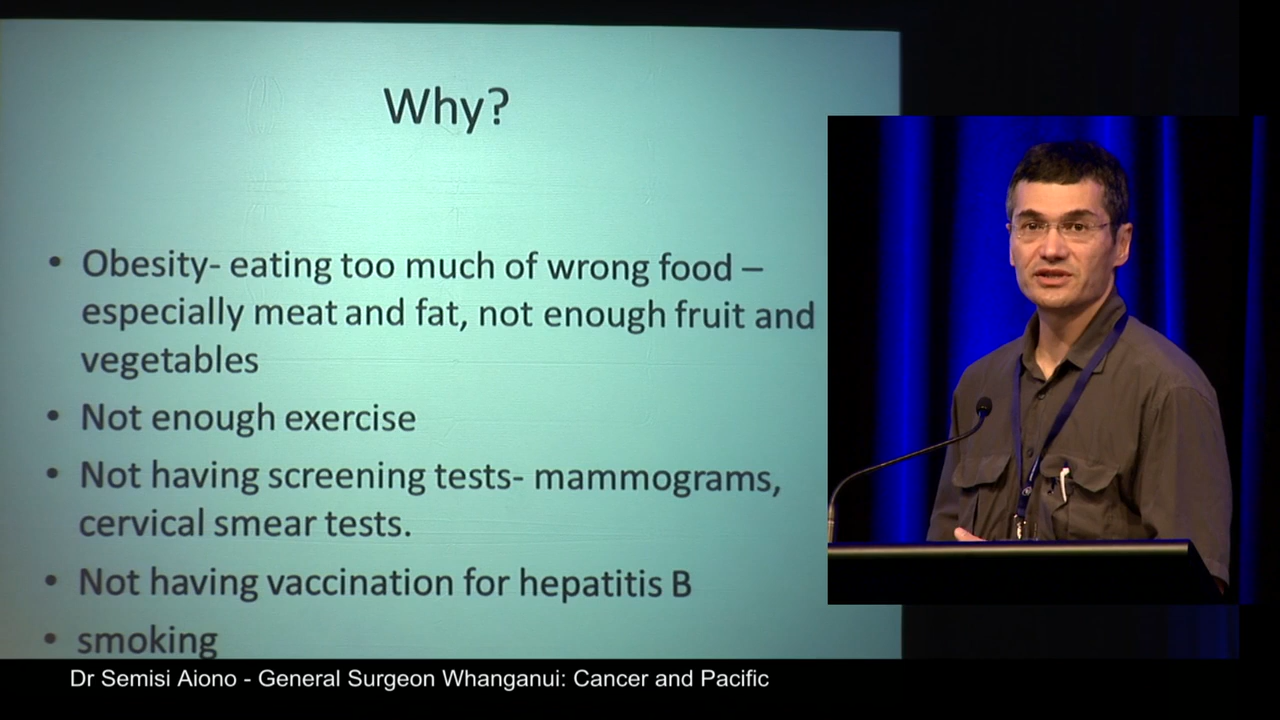 Why?
• Obesity- eating too much of wrong food –
especially meat and fat, not enough fruit and
vegetables
• Not enough exercise
• Not having screening tests- mammograms,
cervical smear tests.
• Not having vaccination for hepatitis B
• smoking
Dr Semisi Aiono - General Surgeon Whanganui: Cancer and Pacific